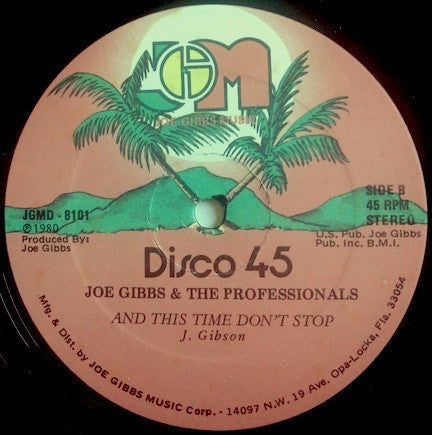 JGM
JOE GIBBS MUSIC
JGMD - 8101
℗1980
Produced By:
Joe Gibbs
SIDE B
45 RPM
STEREO
U.S. Pub. Joe Gibbs
Pub. Inc. B.M.I.
Disco 45
JOE GIBBS & THE PROFESSIONALS
AND THIS TIME DON'T STOP
J. Gibson
Mfg. & Dist. by JOE GIBBS MUSIC Corp. - 14097 N.W. 19 Ave. Opa-Locka, Fla. 33054